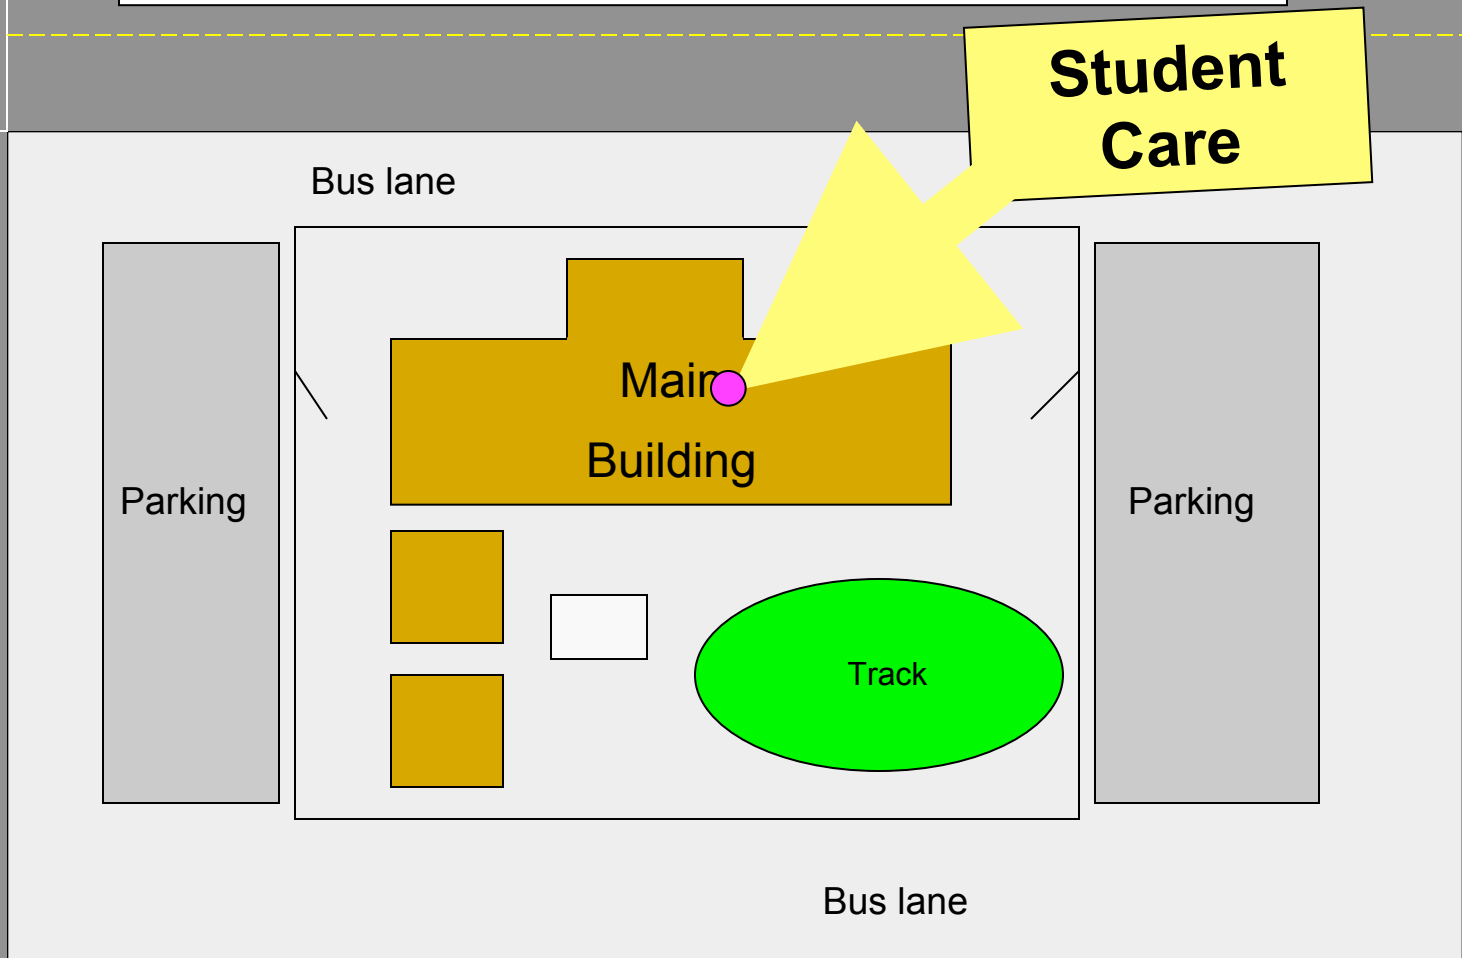 Student
Care
Bus lane
Main
Building
Parking
Parking
Track
Bus lane